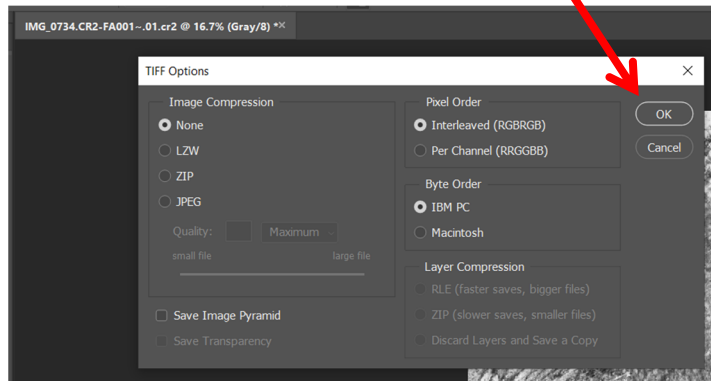 IMG_0734.CR2-FA001~.01.cr2 @ 16.7% (Gray/8) *
TIFF Options
Image Compression
None
LZW
ZIP
JPEG
Quality:
Maximum
small file
large file
Save Image Pyramid
Save Transparency
Pixel Order
Interleaved (RGBRGB)
Per Channel (RRGGBB)
Byte Order
IBM PC
Macintosh
Layer Compression
RLE (faster saves, bigger files)
ZIP (slower saves, smaller files)
Discard Layers and Save a Copy
OK
Cancel